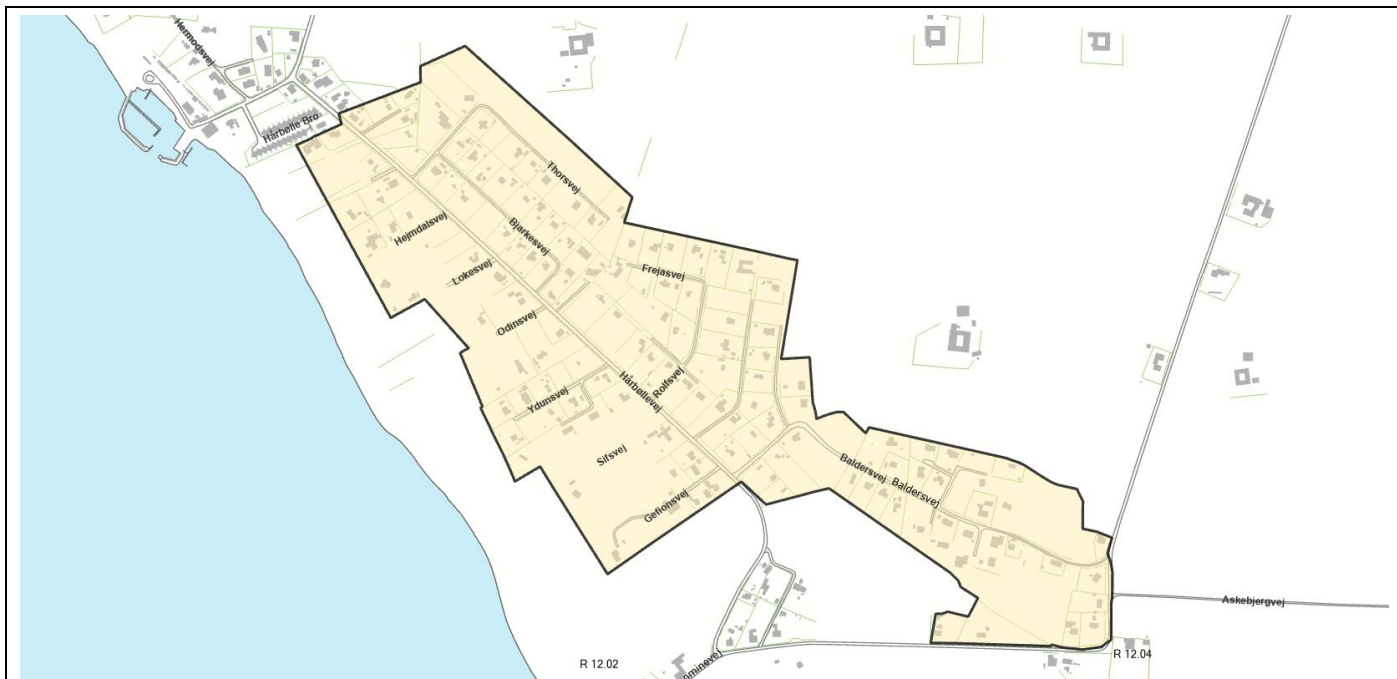 Hermodsvej
Hårbølle Bro
Thorsvej
Hejmdalsvej
Bjarkesvej
Lokesvej
Frejasvej
Odinsvej
Rolfsvej
Hårbøllevej
Ydunsvej
Sifsvej
Baldersvej
Baldersvej
Gefionsvej
Askebjergvej
R 12.02
R 12.04